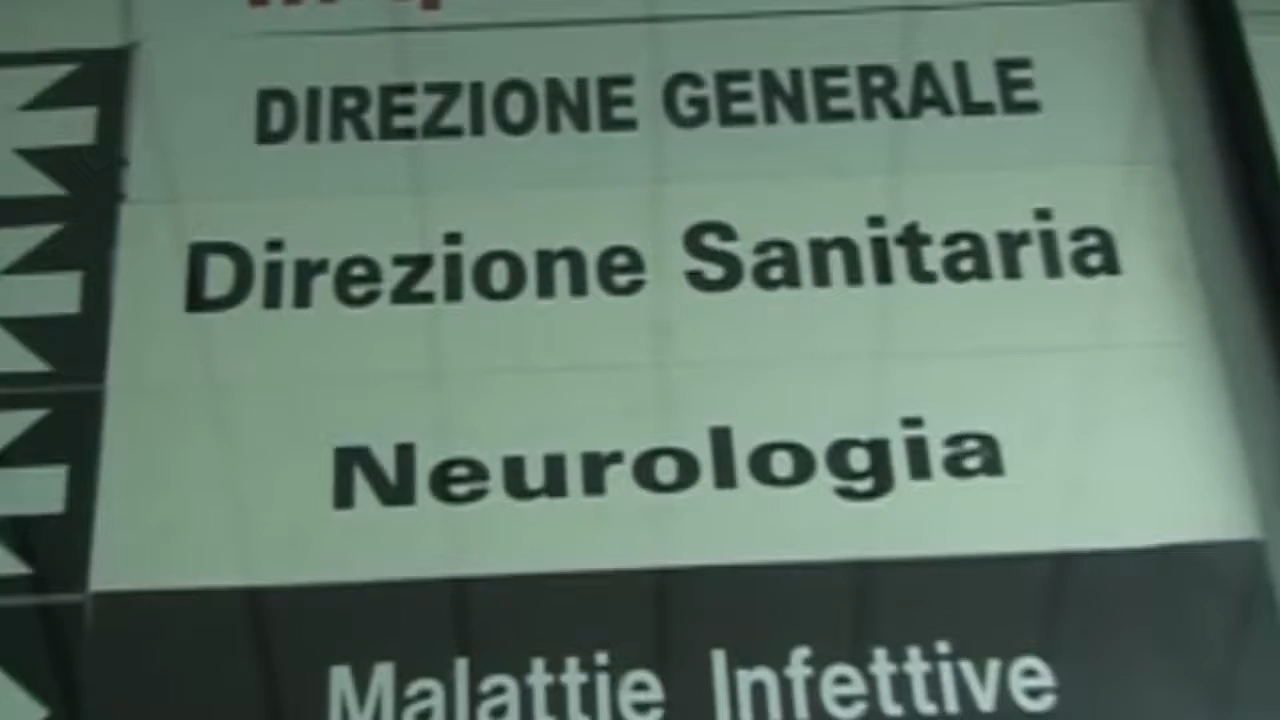 DIREZIONE GENERALE
Direzione Sanitaria
Neurologia
Malattie Infettive